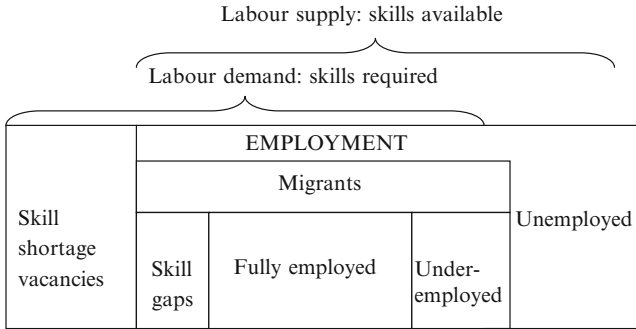 Labour supply: skills available
Labour demand: skills required
EMPLOYMENT
Migrants
Skill
shortage
vacancies
Skill
gaps
Fully employed
Under-
employed
Unemployed